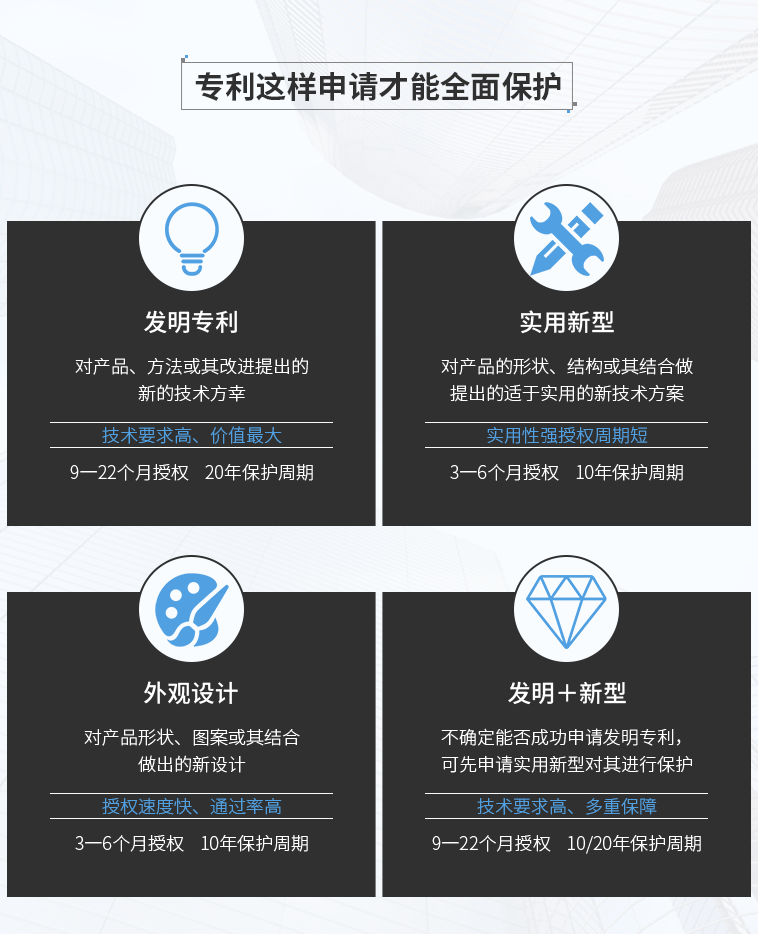 专利这样申请才能全面保护
发明专利
对产品、方法或其改进提出的
新的技术方幸
技术要求高、价值最大
9一22个月授权 20年保护周期
实用新型
对产品的形状、结构或其结合做
提出的适于实用的新技术方案
实用性强授权周期短
3一6个月授权 10年保护周期
外观设计
对产品形状、图案或其结合
做出的新设计
授权速度快、通过率高
3一6个月授权 10年保护周期
发明＋新型
不确定能否成功申请发明专利，
可先申请实用新型对其进行保护
技术要求高、多重保障
9一22个月授权 10/20年保护周期